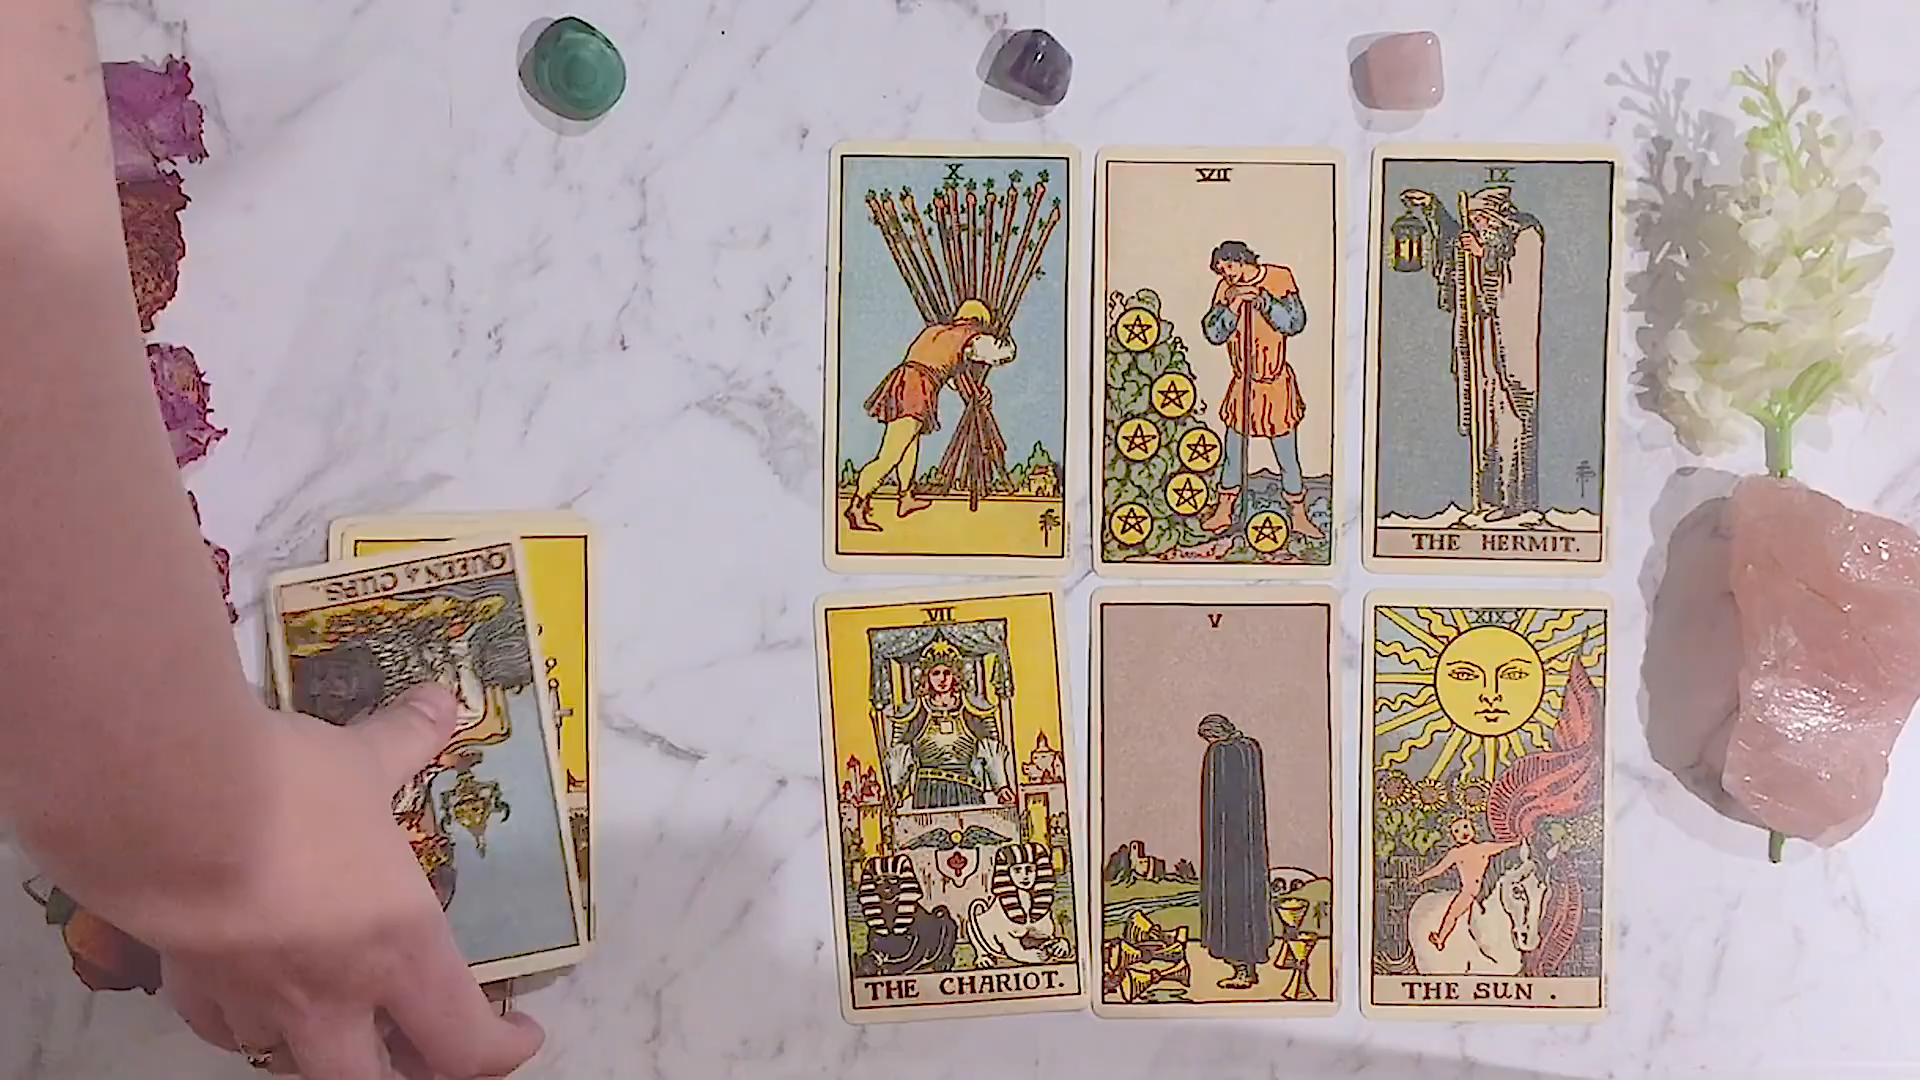 X
VII
IX
THE HERMIT.
QUEEN of CUPS.
VII
THE CHARIOT.
V
XIX
THE SUN .